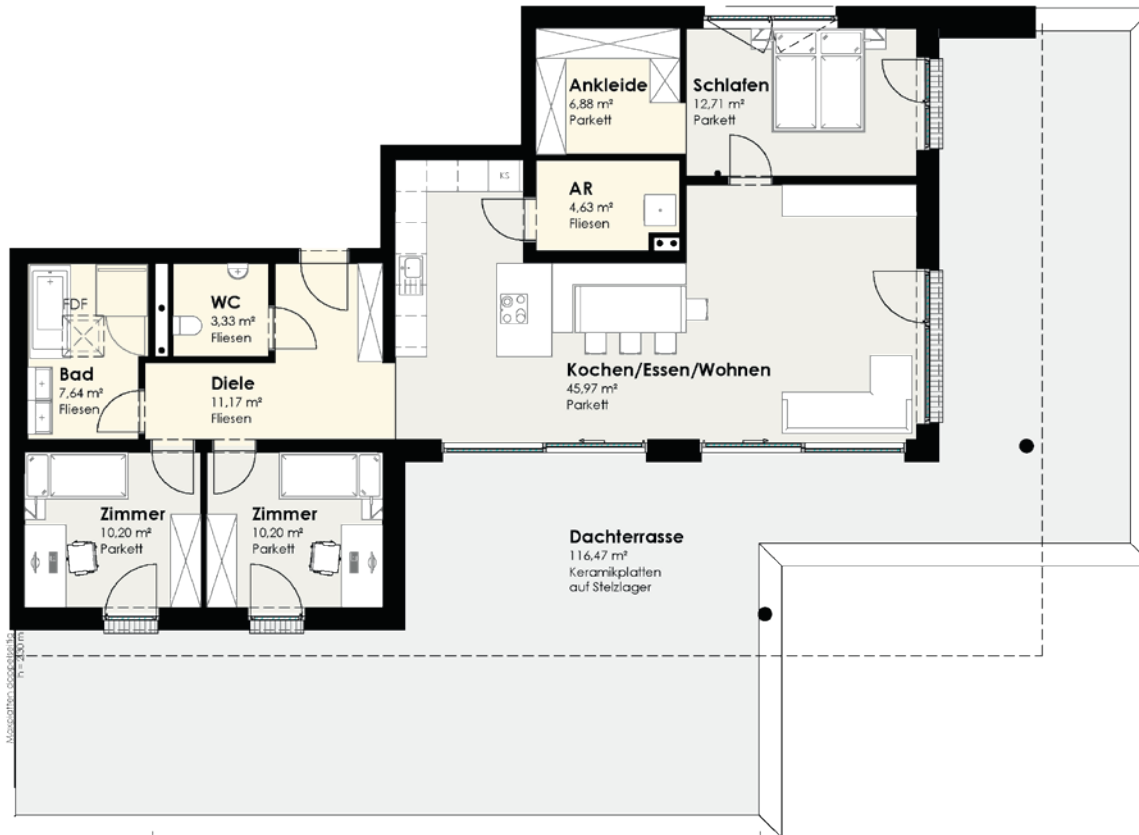 Ankleide
6,88 m²
Parkett
Schlafen
12,71 m²
Parkett
KS
AR
4,63 m²
Fliesen
FDF
WC
3,33 m²
Fliesen
Bad
7,64 m²
Fliesen
Diele
11,17 m²
Fliesen
Kochen/Essen/Wohnen
45,97 m²
Parkett
Zimmer
10,20 m²
Parkett
Zimmer
10,20 m²
Parkett
Dachterrasse
116,47 m²
Keramikplatten
auf Stelzlager